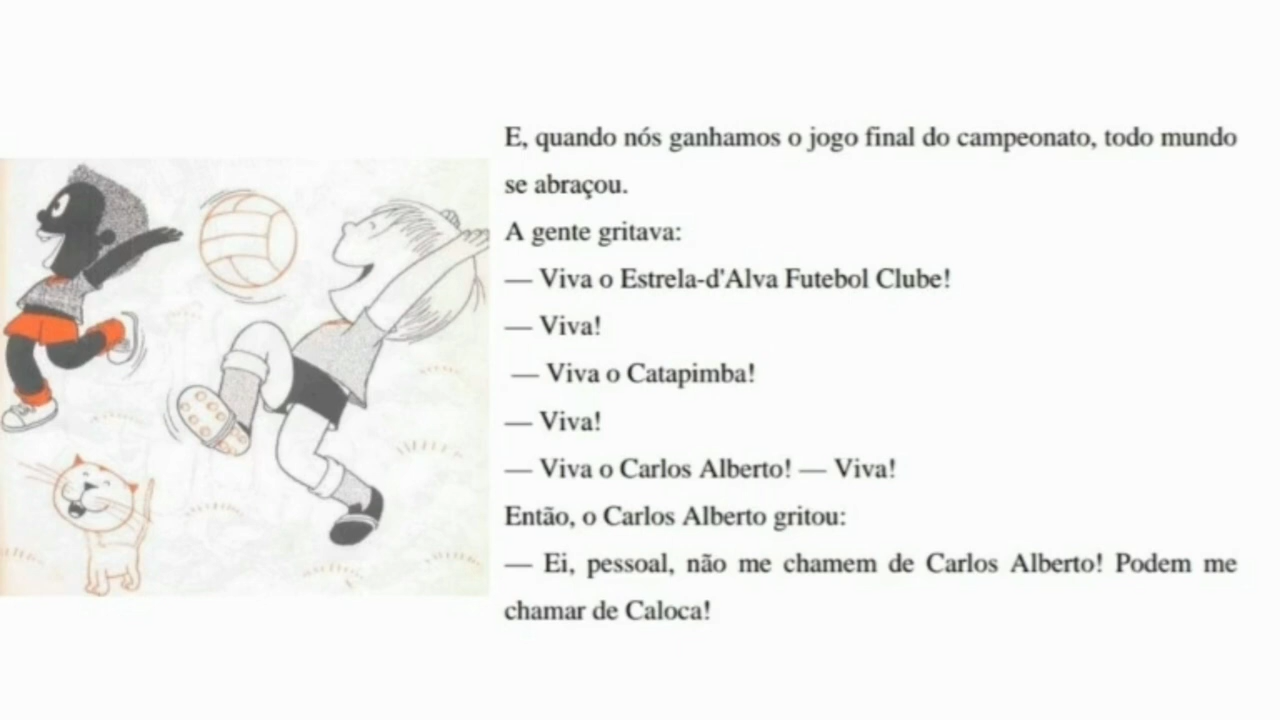 E, quando nós ganhamos o jogo final do campeonato, todo mundo
se abraçou.
A gente gritava:
— Viva o Estrela-d'Alva Futebol Clube!
— Viva!
— Viva o Catapimba!
— Viva!
— Viva o Carlos Alberto! — Viva!
Então, o Carlos Alberto gritou:
— Ei, pessoal, não me chamem de Carlos Alberto! Podem me
chamar de Caloca!